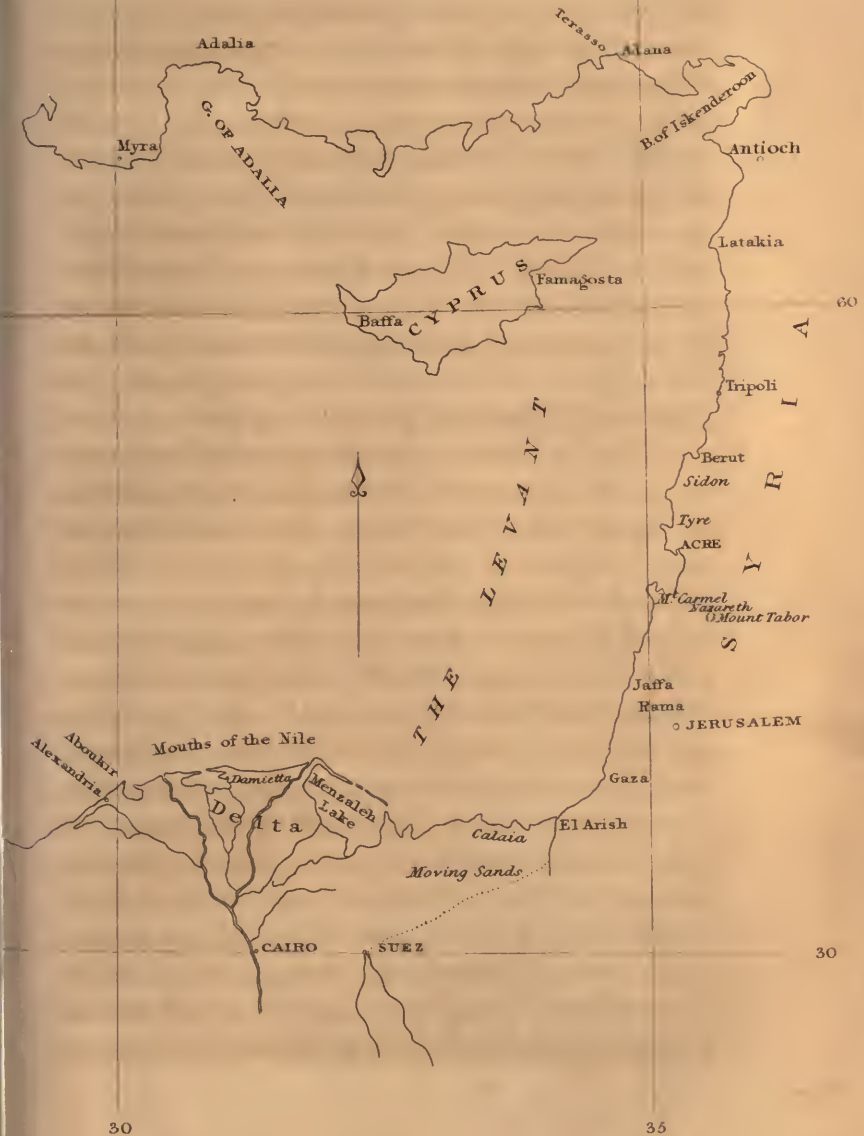 Adalia
Terasso
Adana
G. OF ADALIA
B. of Iskenderoon
Myra
Antioch
Latakia
CYPRUS
Famagosta
Baffa
60
SYRIA
Tripoli
THE LEVANT
Berut
Sidon
Tyre
ACRE
Mt. Carmel
Nazareth
Mount Tabor
Jaffa
Rama
JERUSALEM
Aboukir
Alexandria
Mouths of the Nile
Damietta
Menzaleh
Lake
Delta
Gaza
El Arish
Calaia
Moving Sands
CAIRO
SUEZ
30
30
35